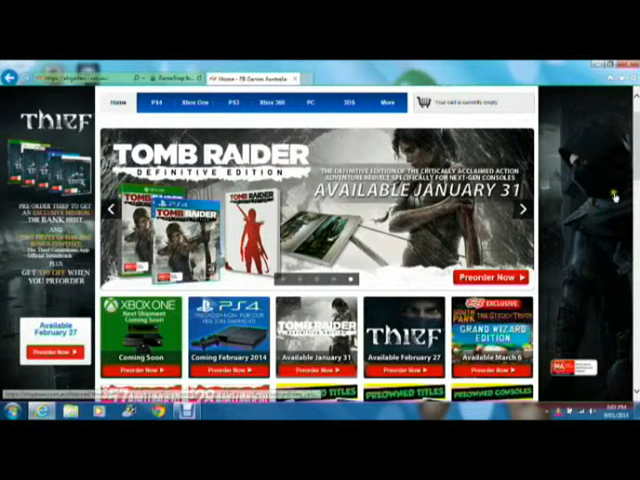 Home - EB Games Australia
Home
PS4
Xbox One
PS3
Xbox 360
PC
3DS
More
Your cart is currently empty
THIEF
PRE-ORDER THIEF TO GET
AN EXCLUSIVE MISSION
THE BANK HEIST
AND
PLUS
GET $10 OFF WHEN
YOU PREORDER
Available
February 27
Preorder Now
TOMB RAIDER
DEFINITIVE EDITION
THE DEFINITIVE EDITION OF THE CRITICALLY ACCLAIMED ACTION
ADVENTURE REBUILT SPECIFICALLY FOR NEXT-GEN CONSOLES
AVAILABLE JANUARY 31
Preorder Now
XBOX ONE
Next Shipment
Coming Soon
Coming Soon
Preorder Now
PS4
Coming February 2014
Preorder Now
TOMB RAIDER
Available January 31
Preorder Now
THIEF
Available February 27
Preorder Now
EXCLUSIVE
SOUTH PARK
THE STICK OF TRUTH
GRAND WIZARD
EDITION
Available March 6
Preorder Now
MA15+
PREOWNED TITLES
PREOWNED CONSOLES